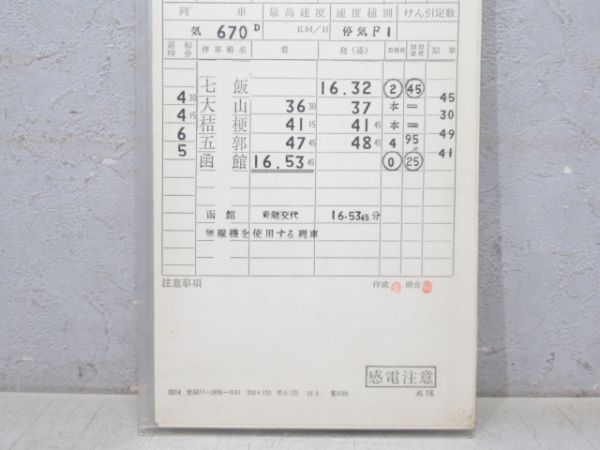 列 車 最高速度 速度種別 けん引定数
気 670D KM/H 停気F1
運転時分 停車場名 着 発(通) 着発線 制限速度 記事
七飯 16.32 ② ㊺
4 30 45
大山 36 30 37 本 =
4 15 30
桔梗 41 15 41 45 本 =
6 49
五郭 47 45 48 45 4 95
5 41
函館 16.53 45 ⓪ ㉕
函館 乗継交代 16.53 45分
無線機を使用する列車
注意事項 作成 照合
感電注意